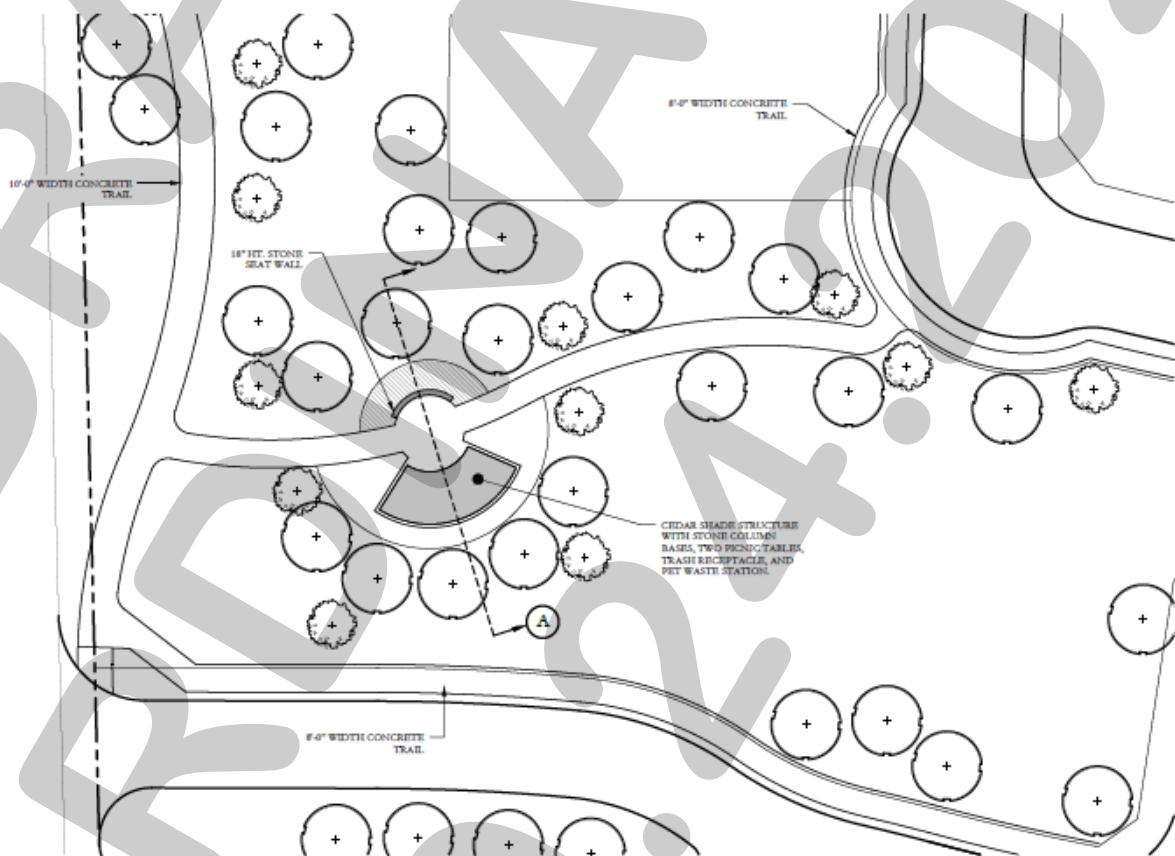 8'-0" WIDTH CONCRETE
TRAIL
10'-0" WIDTH CONCRETE
TRAIL
18" HT. STONE
SEAT WALL
CEDAR SHADE STRUCTURE
WITH STONE COLUMN
BASES, TWO PICNIC TABLES,
TRASH RECEPTACLE, AND
PET WASTE STATION.
A
8'-0" WIDTH CONCRETE
TRAIL